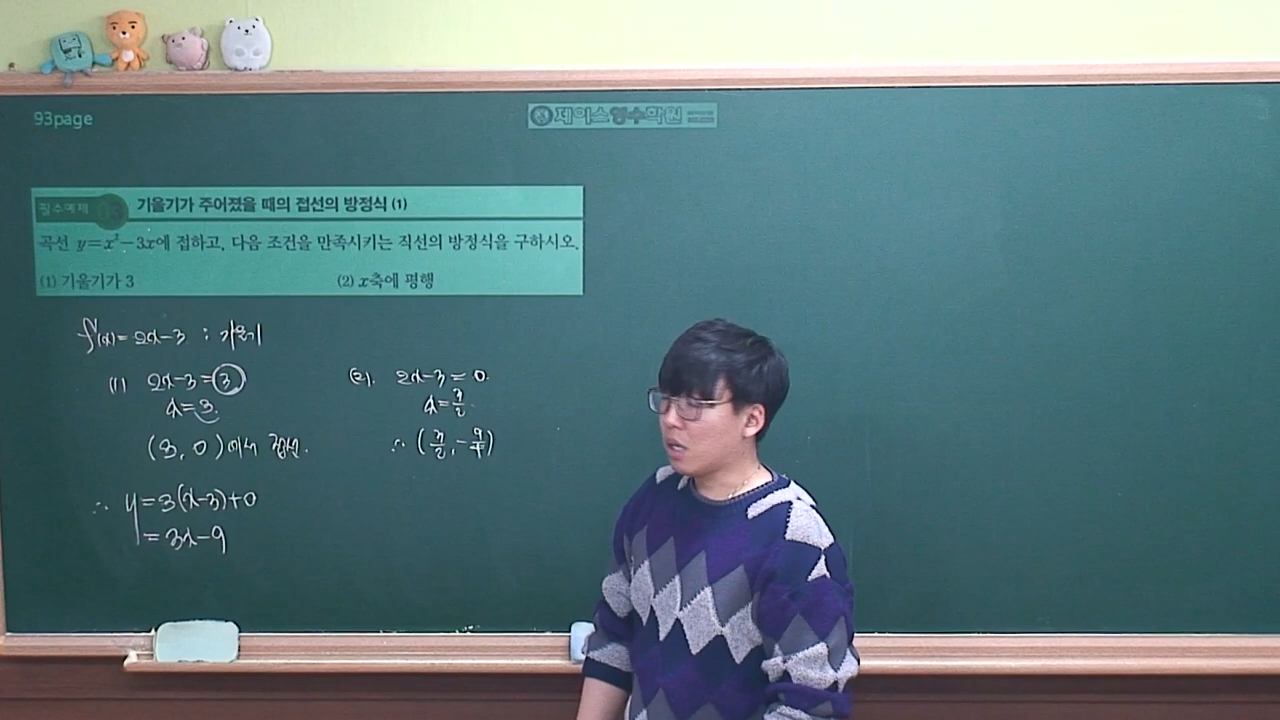 93page
제이스영수학원
필수예제 03 기울기가 주어졌을 때의 접선의 방정식 (1)
곡선 y=x²-3x에 접하고, 다음 조건을 만족시키는 직선의 방정식을 구하시오.
(1) 기울기가 3 (2) x축에 평행
f'(x)=2x-3 : 기울기
(1) 2x-3=3
x=3.
(3, 0)에서 접선.
∴ y=3(x-3)+0
=3x-9
(2). 2x-3=0.
x=3/2.
∴ (3/2, -9/4)